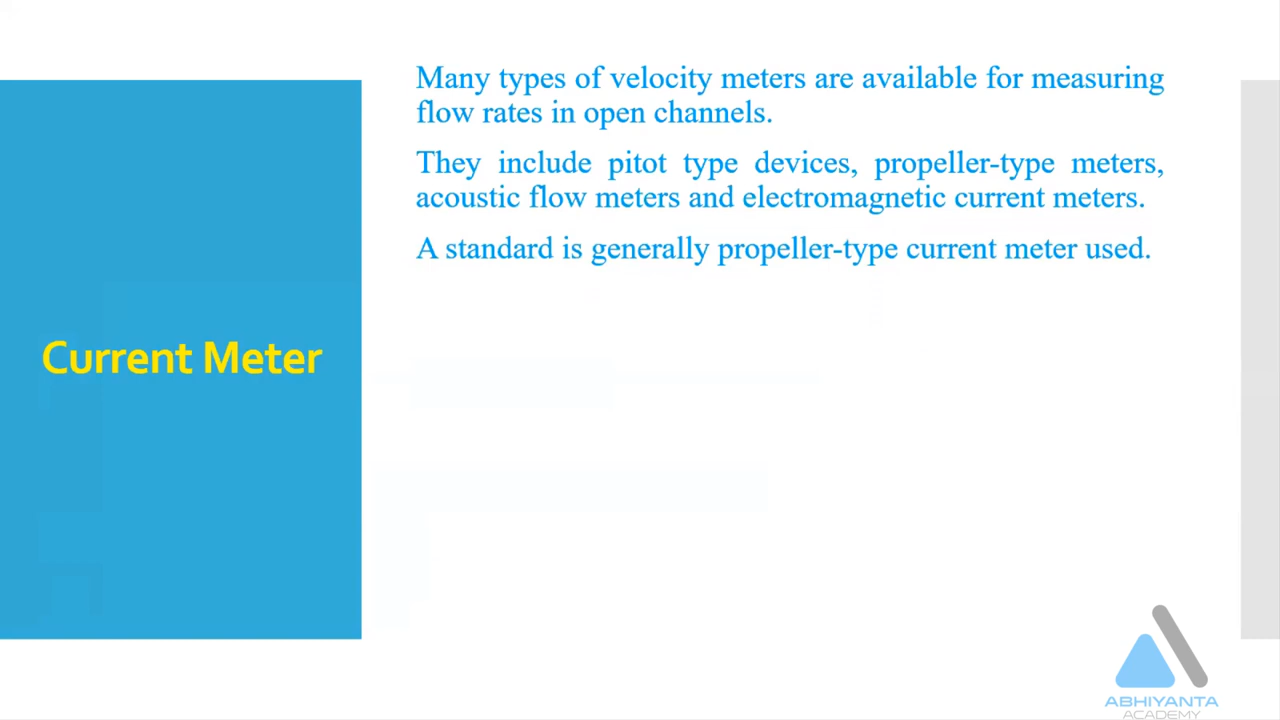 Many types of velocity meters are available for measuring
flow rates in open channels.
They include pitot type devices, propeller-type meters,
acoustic flow meters and electromagnetic current meters.
A standard is generally propeller-type current meter used.
Current Meter
ABHIYANTA
ACADEMY